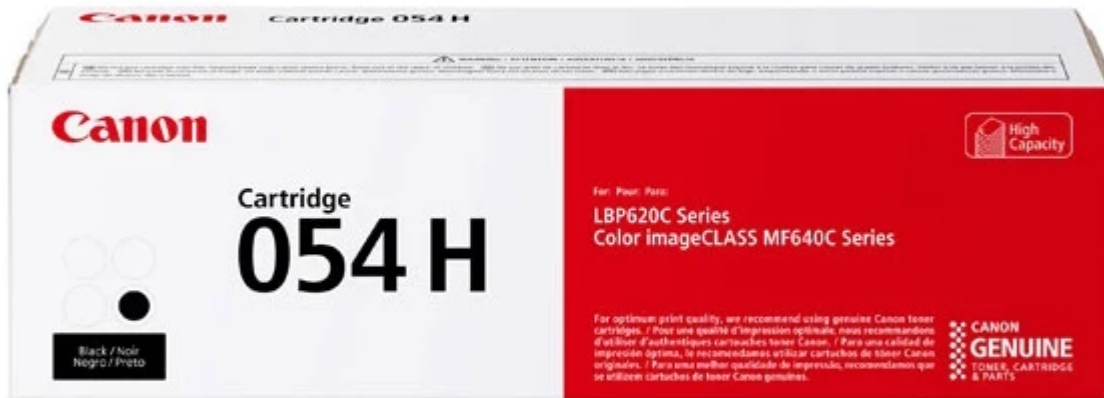 Canon Cartridge 054 H
Canon
Cartridge
054 H
Black / Noir
Negro / Preto
High
Capacity
For: Pour: Para:
LBP620C Series
Color imageCLASS MF640C Series
For optimum print quality, we recommend using genuine Canon toner
cartridges. / Pour une qualité d'impression optimale, nous recommandons
d'utiliser d'authentiques cartouches toner Canon. / Para una calidad de
impresión óptima, le recomendamos utilizar cartuchos de tóner Canon
originales. / Para uma melhor qualidade de impressão, recomendamos que
se utilizem cartuchos de toner Canon genuínos.
CANON
GENUINE
TONER, CARTRIDGE
& PARTS